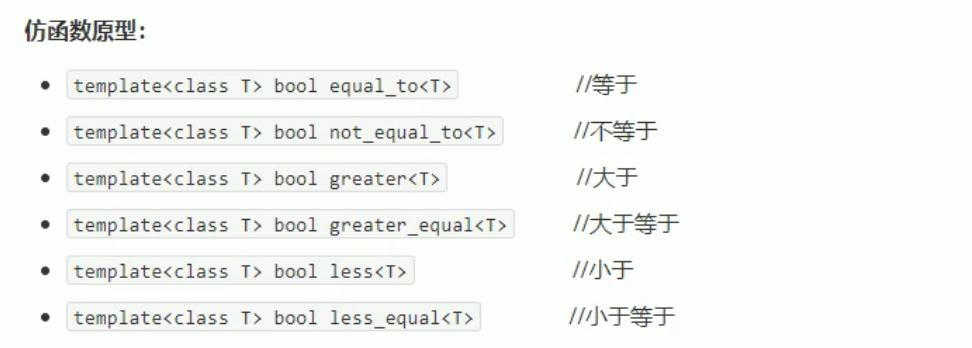 仿函数原型：
template<class T> bool equal_to<T> //等于
template<class T> bool not_equal_to<T> //不等于
template<class T> bool greater<T> //大于
template<class T> bool greater_equal<T> //大于等于
template<class T> bool less<T> //小于
template<class T> bool less_equal<T> //小于等于